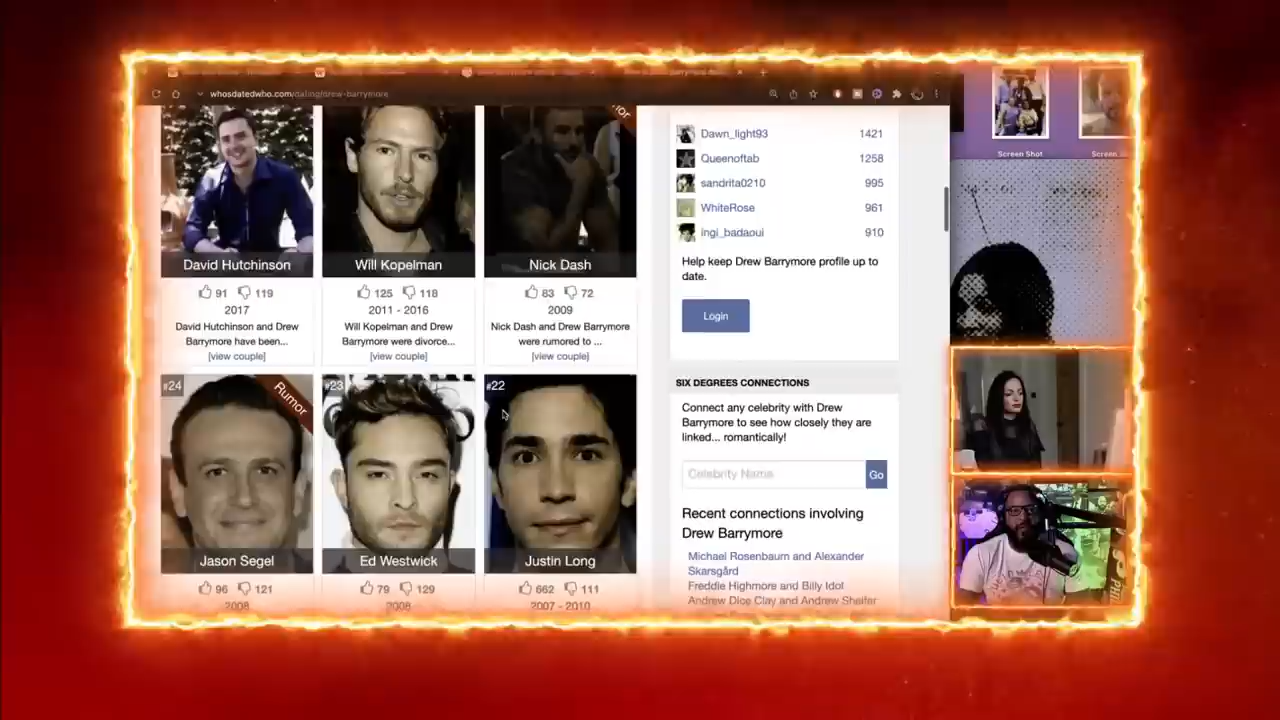 whosdatedwho.com/dating/drew-barrymore
David Hutchinson
91 119
2017
David Hutchinson and Drew
Barrymore have been...
[view couple]
Will Kopelman
125 118
2011 - 2016
Will Kopelman and Drew
Barrymore were divorce...
[view couple]
Nick Dash
83 72
2009
Nick Dash and Drew Barrymore
were rumored to ...
[view couple]
#24
Rumor
Jason Segel
96 121
2008
#23
Ed Westwick
79 129
2008
#22
Justin Long
662 111
2007 - 2010
Dawn_light93 1421
Queenoftab 1258
sandrita0210 995
WhiteRose 961
ingi_badaoui 910
Help keep Drew Barrymore profile up to
date.
Login
SIX DEGREES CONNECTIONS
Connect any celebrity with Drew
Barrymore to see how closely they are
linked... romantically!
Celebrity Name
Go
Recent connections involving
Drew Barrymore
Michael Rosenbaum and Alexander
Skarsgård
Freddie Highmore and Billy Idol
Andrew Dice Clay and Andrew Sheifer
Screen Shot
Screen